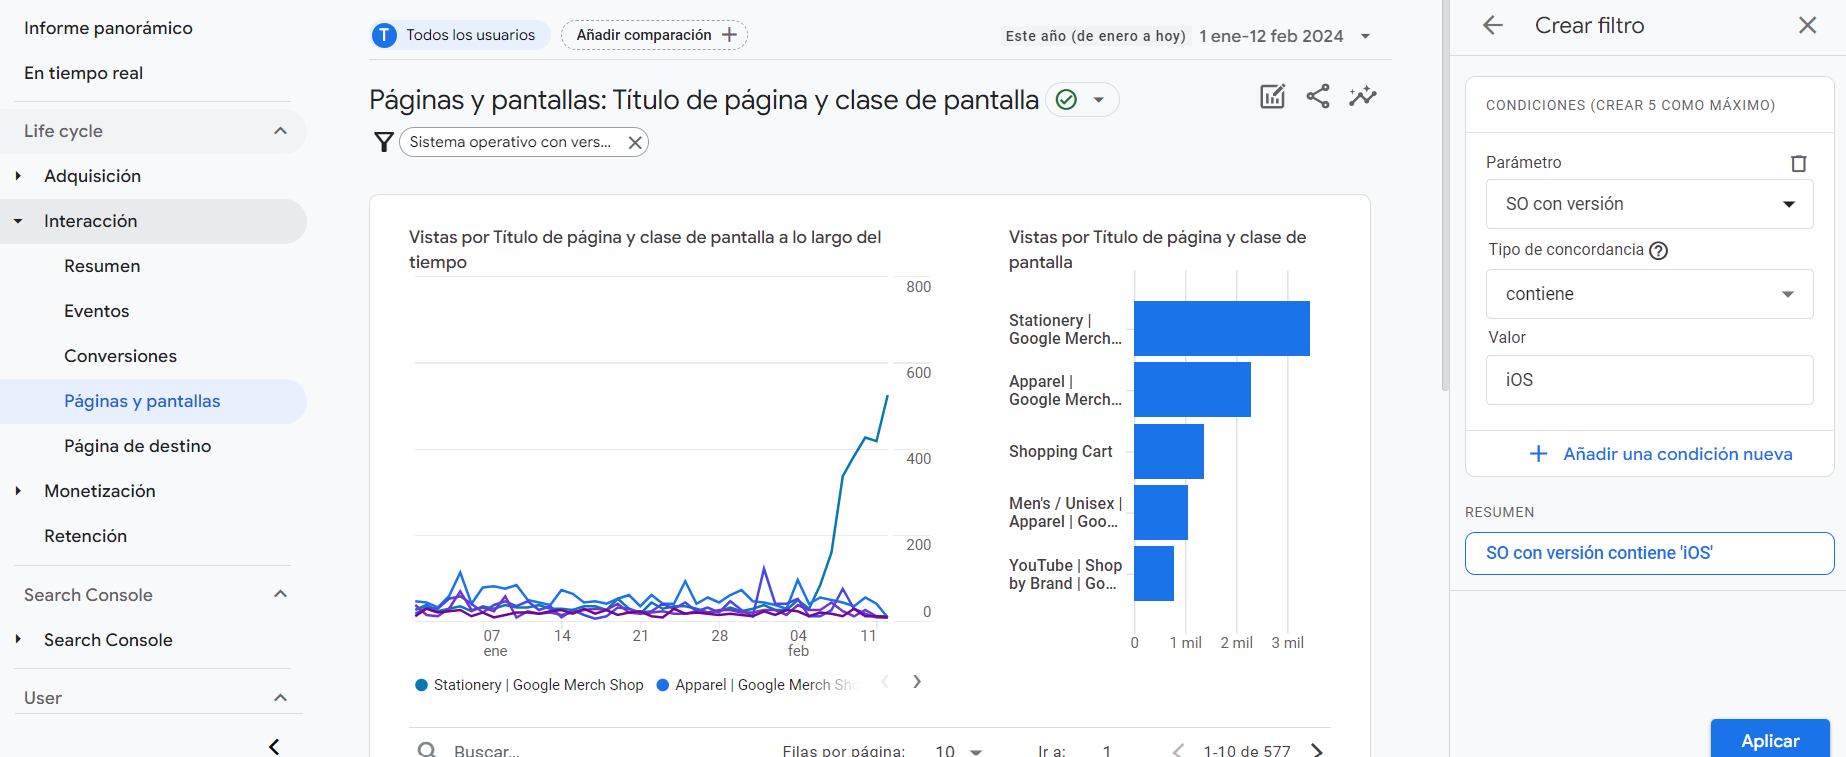 Informe panorámico
En tiempo real
Life cycle
Adquisición
Interacción
Resumen
Eventos
Conversiones
Páginas y pantallas
Página de destino
Monetización
Retención
Search Console
Search Console
User
T Todos los usuarios
Añadir comparación
Este año (de enero a hoy) 1 ene-12 feb 2024
Páginas y pantallas: Título de página y clase de pantalla
Sistema operativo con vers...
Vistas por Título de página y clase de pantalla a lo largo del
tiempo
800
600
400
200
0
07
ene
14
21
28
04
feb
11
Stationery | Google Merch Shop
Apparel | Google Merch Sho
Vistas por Título de página y clase de
pantalla
Stationery |
Google Merch...
Apparel |
Google Merch...
Shopping Cart
Men's / Unisex |
Apparel | Goo...
YouTube | Shop
by Brand | Go...
0
1 mil
2 mil
3 mil
Buscar...
Filas por página: 10
Ir a: 1
1-10 de 577
Crear filtro
CONDICIONES (CREAR 5 COMO MÁXIMO)
Parámetro
SO con versión
Tipo de concordancia
contiene
Valor
iOS
Añadir una condición nueva
RESUMEN
SO con versión contiene 'iOS'
Aplicar